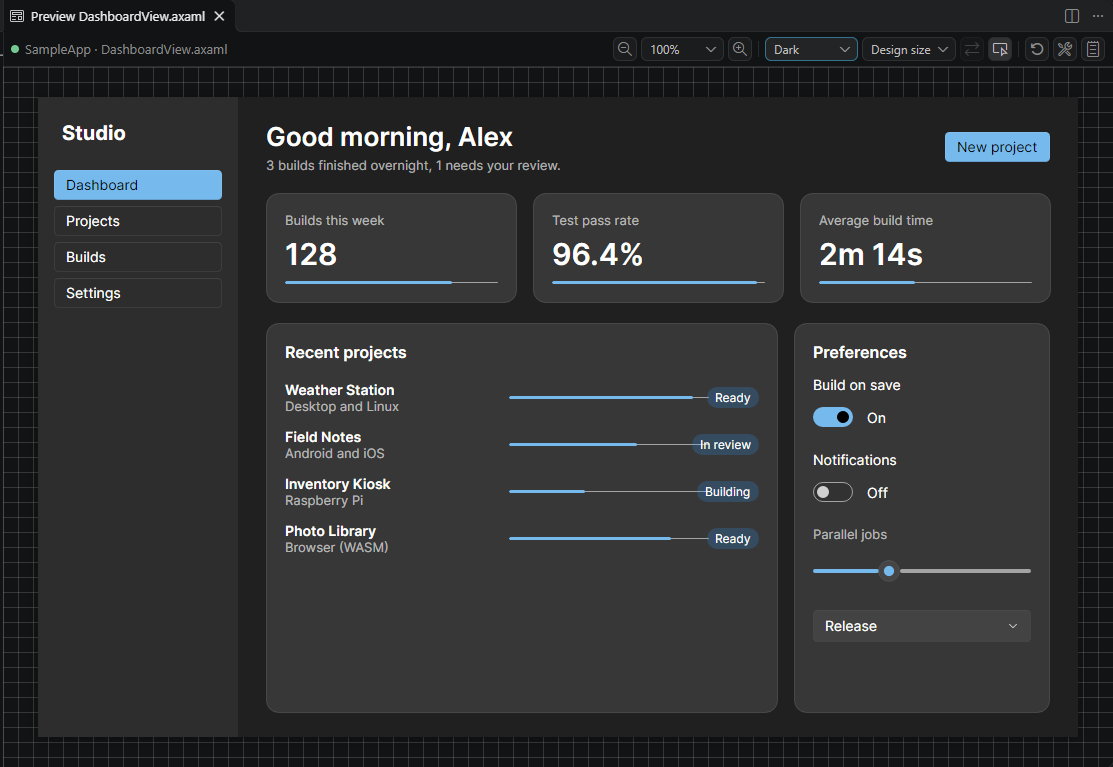 Preview DashboardView.axaml
SampleApp · DashboardView.axaml
100%
Dark
Design size
Studio
Dashboard
Projects
Builds
Settings
Good morning, Alex
3 builds finished overnight, 1 needs your review.
New project
Builds this week
128
Test pass rate
96.4%
Average build time
2m 14s
Recent projects
Weather Station
Desktop and Linux
Ready
Field Notes
Android and iOS
In review
Inventory Kiosk
Raspberry Pi
Building
Photo Library
Browser (WASM)
Ready
Preferences
Build on save
On
Notifications
Off
Parallel jobs
Release